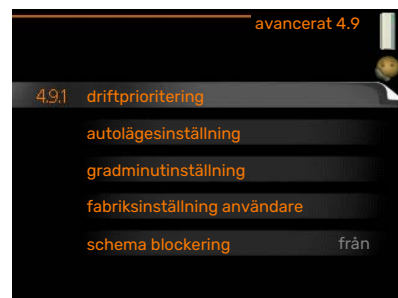 avancerat 4.9
4.9.1 driftprioritering
autolägesinställning
gradminutinställning
fabriksinställning användare
schema blockering från